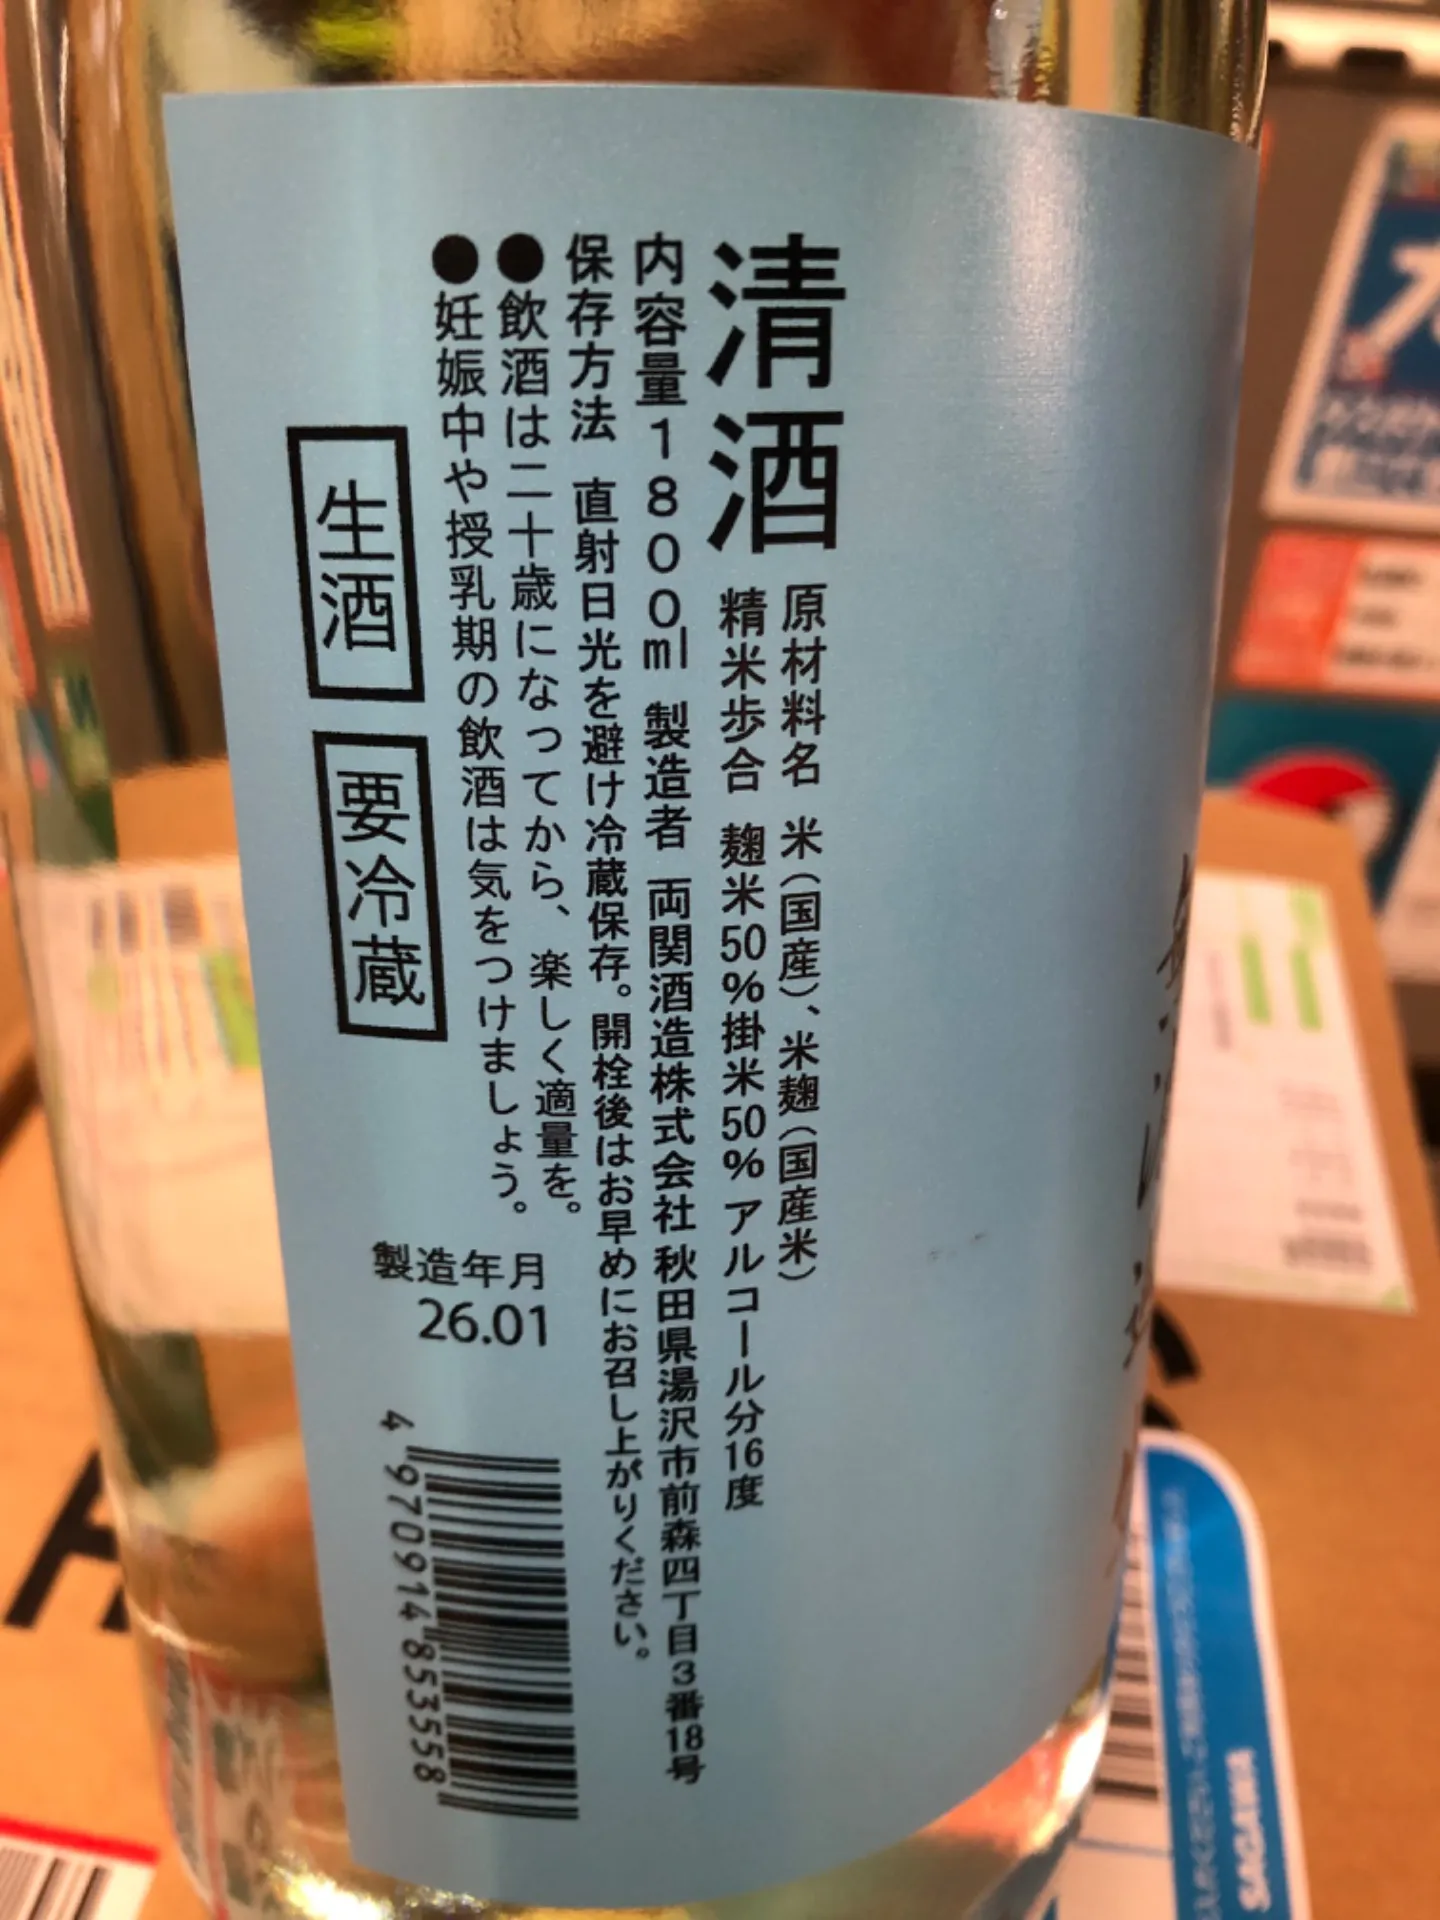 清酒
原材料名 米(国産)、米麹(国産米)
精米歩合 麹米50%掛米50% アルコール分16度
内容量1800ml 製造者 両関酒造株式会社 秋田県湯沢市前森四丁目3番18号
保存方法 直射日光を避け冷蔵保存。開栓後はお早めにお召し上がりください。
●飲酒は二十歳になってから、楽しく適量を。
●妊娠中や授乳期の飲酒は気をつけましょう。
生酒
要冷蔵
製造年月
26.01
4970914853558
SAGAWA